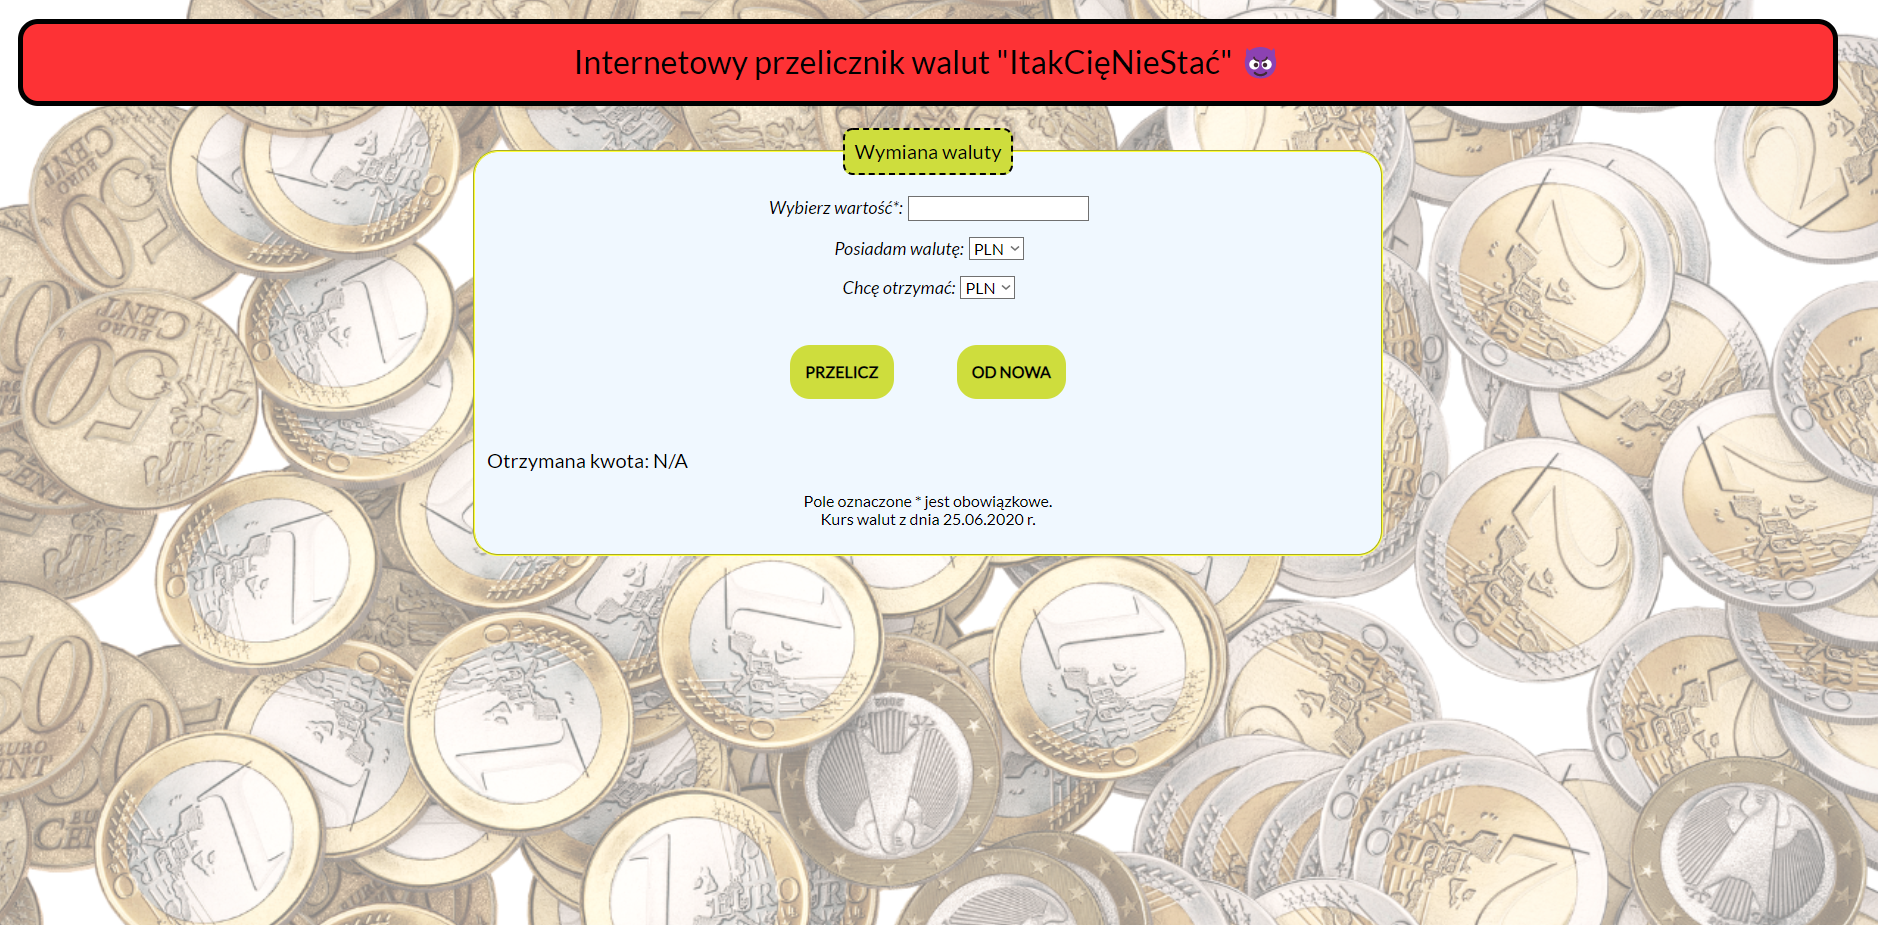 Internetowy przelicznik walut "ItakCięNieStać" 😈
Wymiana waluty
Wybierz wartość*:
Posiadam walutę: PLN
Chcę otrzymać: PLN
PRZELICZ OD NOWA
Otrzymana kwota: N/A
Pole oznaczone * jest obowiązkowe.
Kurs walut z dnia 25.06.2020 r.